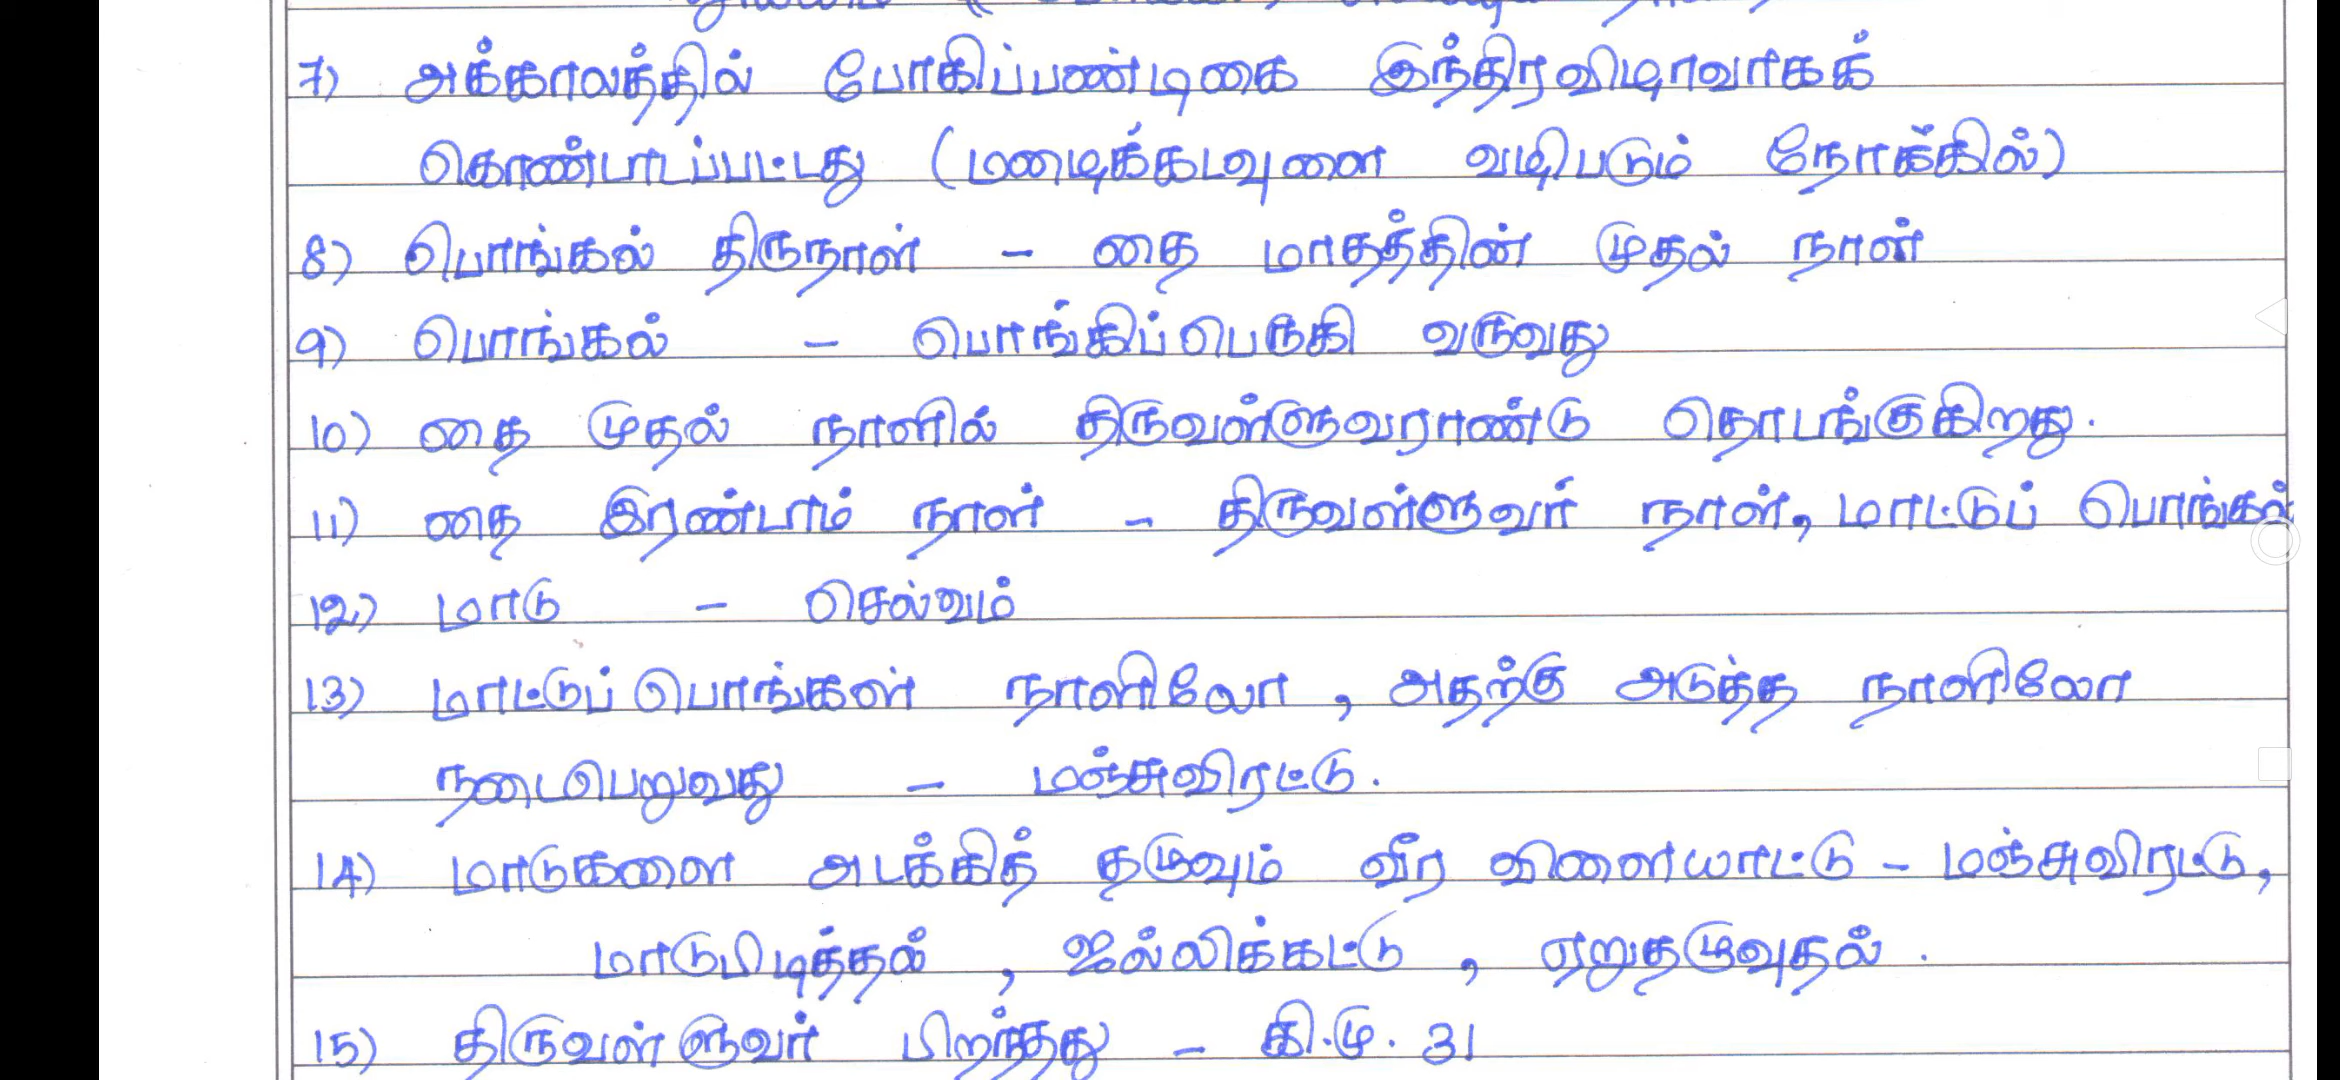 7) அக்காலத்தில் போகிப்பண்டிகை இந்திரவிழாவாகக்
கொண்டாடப்பட்டது (மழைக்கடவுளை வழிபடும் நோக்கில்)
8) பொங்கல் திருநாள் - தை மாதத்தின் முதல் நாள்
9) பொங்கல் - பொங்கிப்பெருகி வருவது
10) தை முதல் நாளில் திருவள்ளுவராண்டு தொடங்குகிறது.
11) தை இரண்டாம் நாள் - திருவள்ளுவர் நாள், மாட்டுப் பொங்கல்
12) மாடு - செல்வம்
13) மாட்டுப் பொங்கள் நாளிலோ, அதற்கு அடுத்த நாளிலோ
நடைபெறுவது - மஞ்சுவிரட்டு.
14) மாடுகளை அடக்கித் தழுவும் வீர விளையாட்டு - மஞ்சுவிரட்டு,
மாடுபிடித்தல், ஜல்லிக்கட்டு, ஏறுதழுவுதல்.
15) திருவள்ளுவர் பிறந்தது - கி.மு. 31